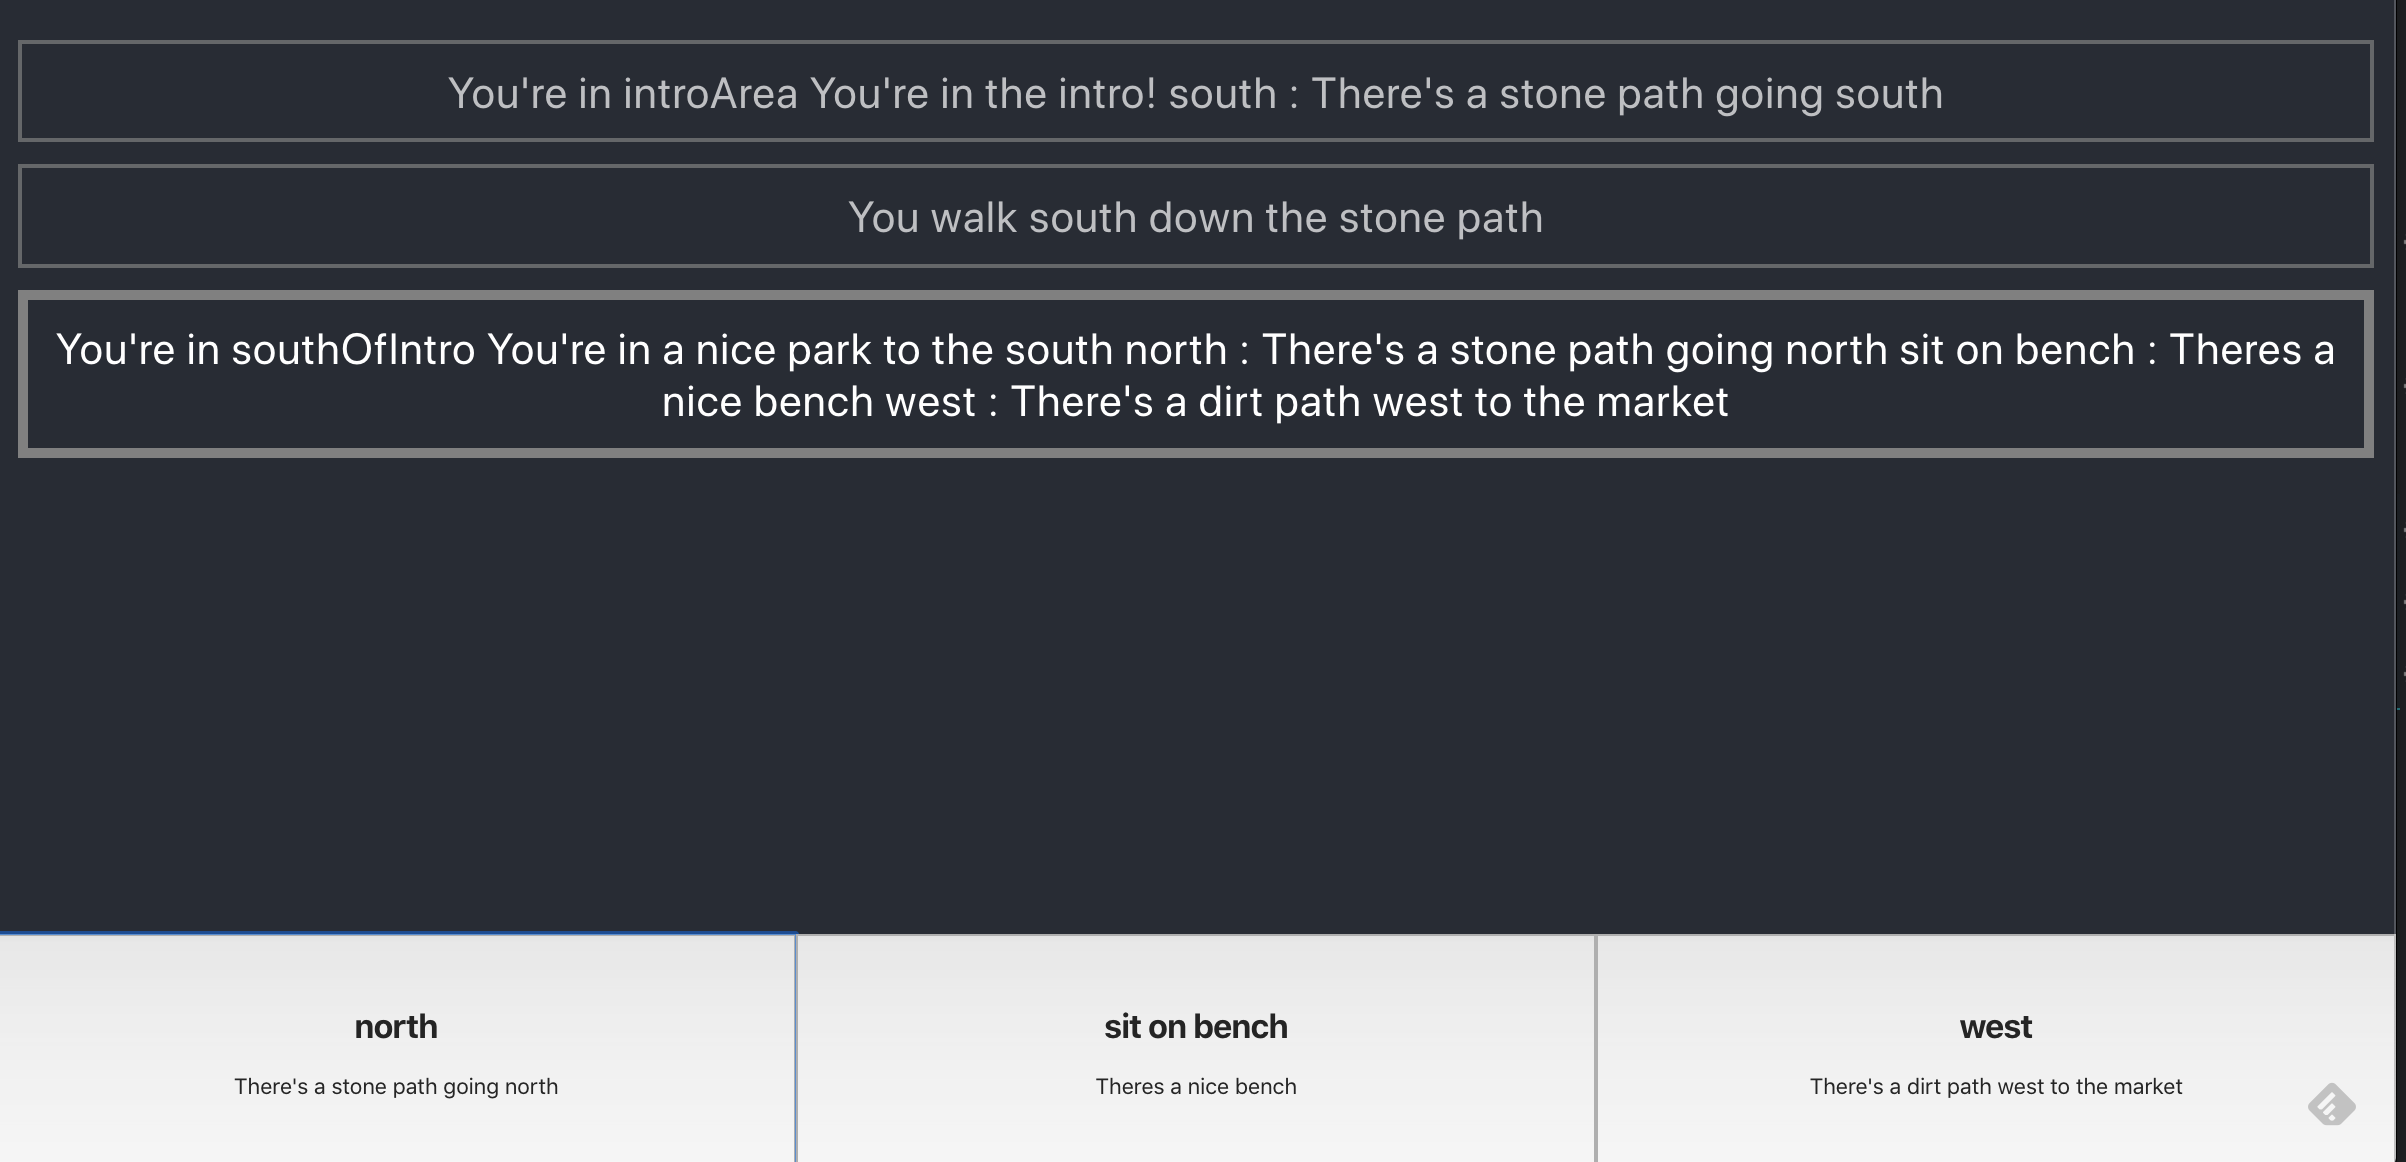 You're in introArea You're in the intro! south : There's a stone path going south
You walk south down the stone path
You're in southOfIntro You're in a nice park to the south north : There's a stone path going north sit on bench : Theres a
nice bench west : There's a dirt path west to the market
north
There's a stone path going north
sit on bench
Theres a nice bench
west
There's a dirt path west to the market